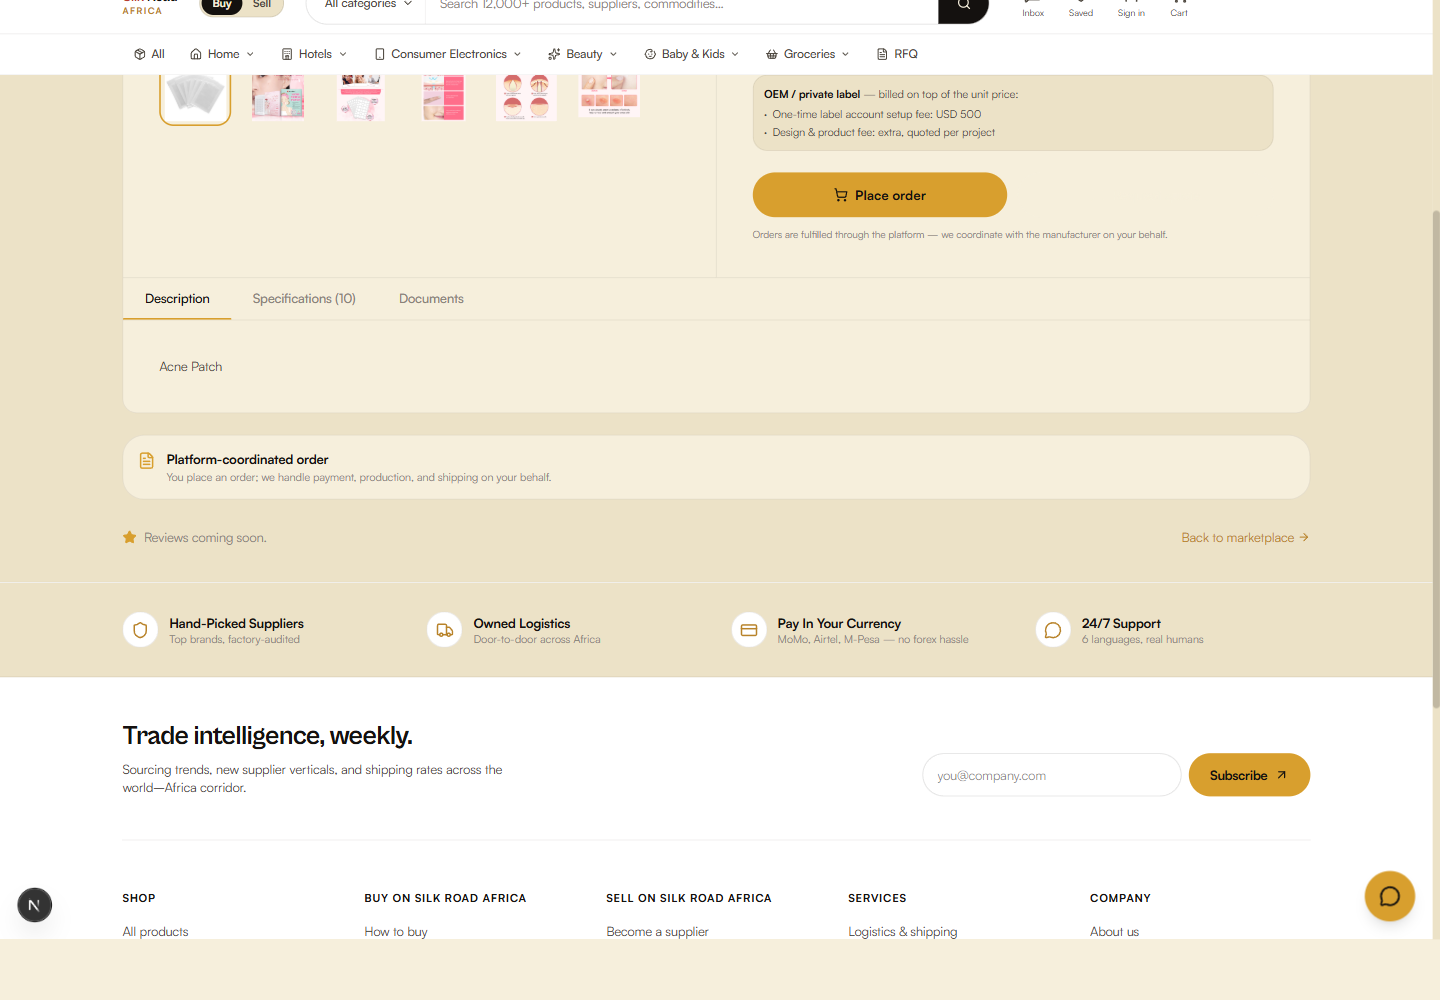 AFRICA
Buy
Sell
All categories
Search 12,000+ products, suppliers, commodities...
Inbox
Saved
Sign in
Cart
All
Home
Hotels
Consumer Electronics
Beauty
Baby & Kids
Groceries
RFQ
OEM / private label — billed on top of the unit price:
· One-time label account setup fee: USD 500
· Design & product fee: extra, quoted per project
Place order
Orders are fulfilled through the platform — we coordinate with the manufacturer on your behalf.
Description
Specifications (10)
Documents
Acne Patch
Platform-coordinated order
You place an order; we handle payment, production, and shipping on your behalf.
Reviews coming soon.
Back to marketplace →
Hand-Picked Suppliers
Top brands, factory-audited
Owned Logistics
Door-to-door across Africa
Pay In Your Currency
MoMo, Airtel, M-Pesa — no forex hassle
24/7 Support
6 languages, real humans
Trade intelligence, weekly.
Sourcing trends, new supplier verticals, and shipping rates across the
world—Africa corridor.
you@company.com
Subscribe
SHOP
BUY ON SILK ROAD AFRICA
SELL ON SILK ROAD AFRICA
SERVICES
COMPANY
N
All products
How to buy
Become a supplier
Logistics & shipping
About us